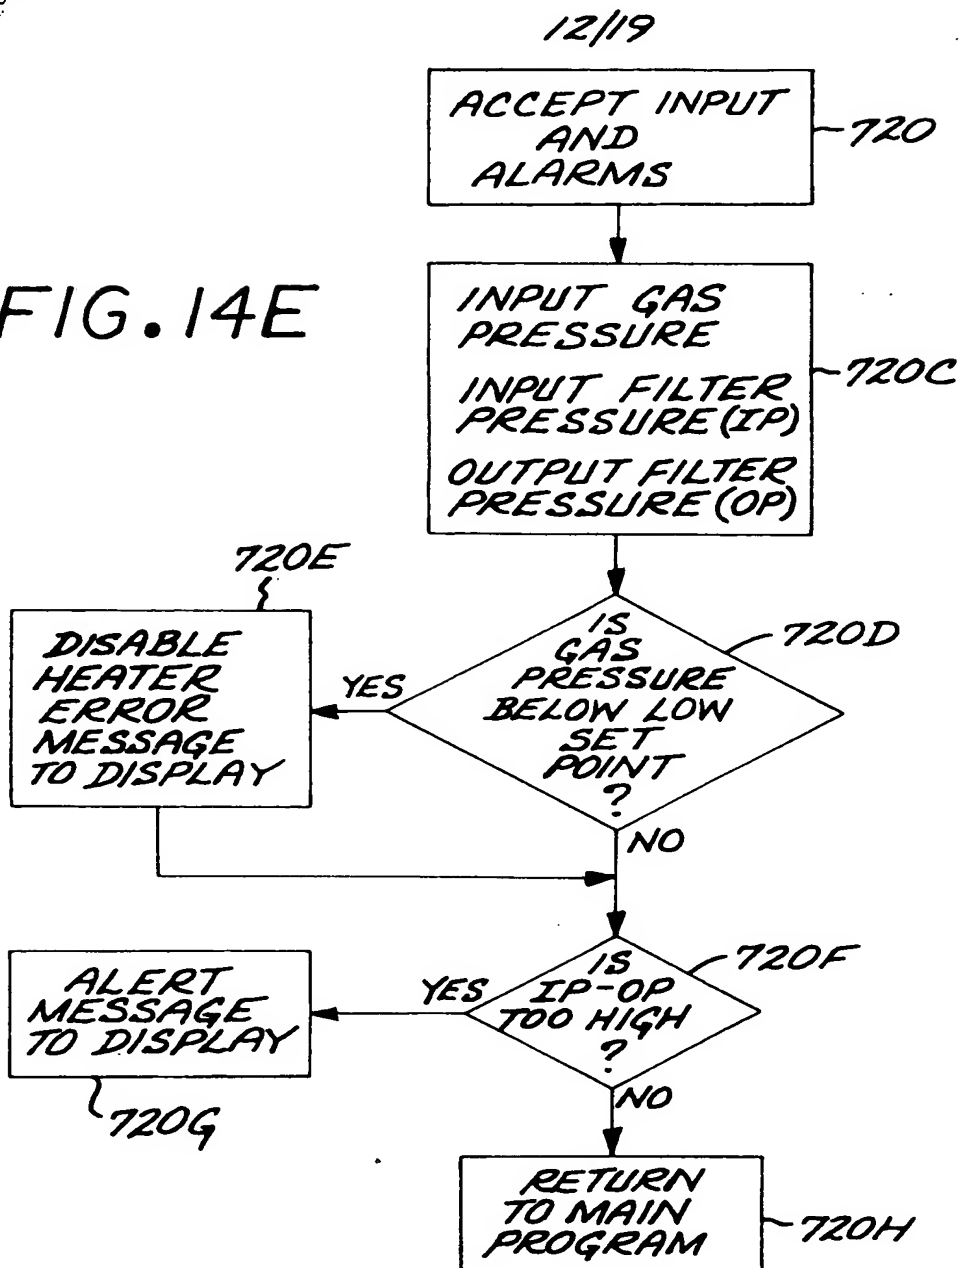 12/19
ACCEPT INPUT
AND
ALARMS
720
FIG. 14E
INPUT GAS
PRESSURE
INPUT FILTER
PRESSURE (IP)
OUTPUT FILTER
PRESSURE (OP)
720C
720E
DISABLE
HEATER
ERROR
MESSAGE
TO DISPLAY
YES
IS
GAS
PRESSURE
BELOW LOW
SET
POINT
?
720D
NO
ALERT
MESSAGE
TO DISPLAY
720G
YES
IS
IP-OP
TOO HIGH
?
720F
NO
RETURN
TO MAIN
PROGRAM
720H